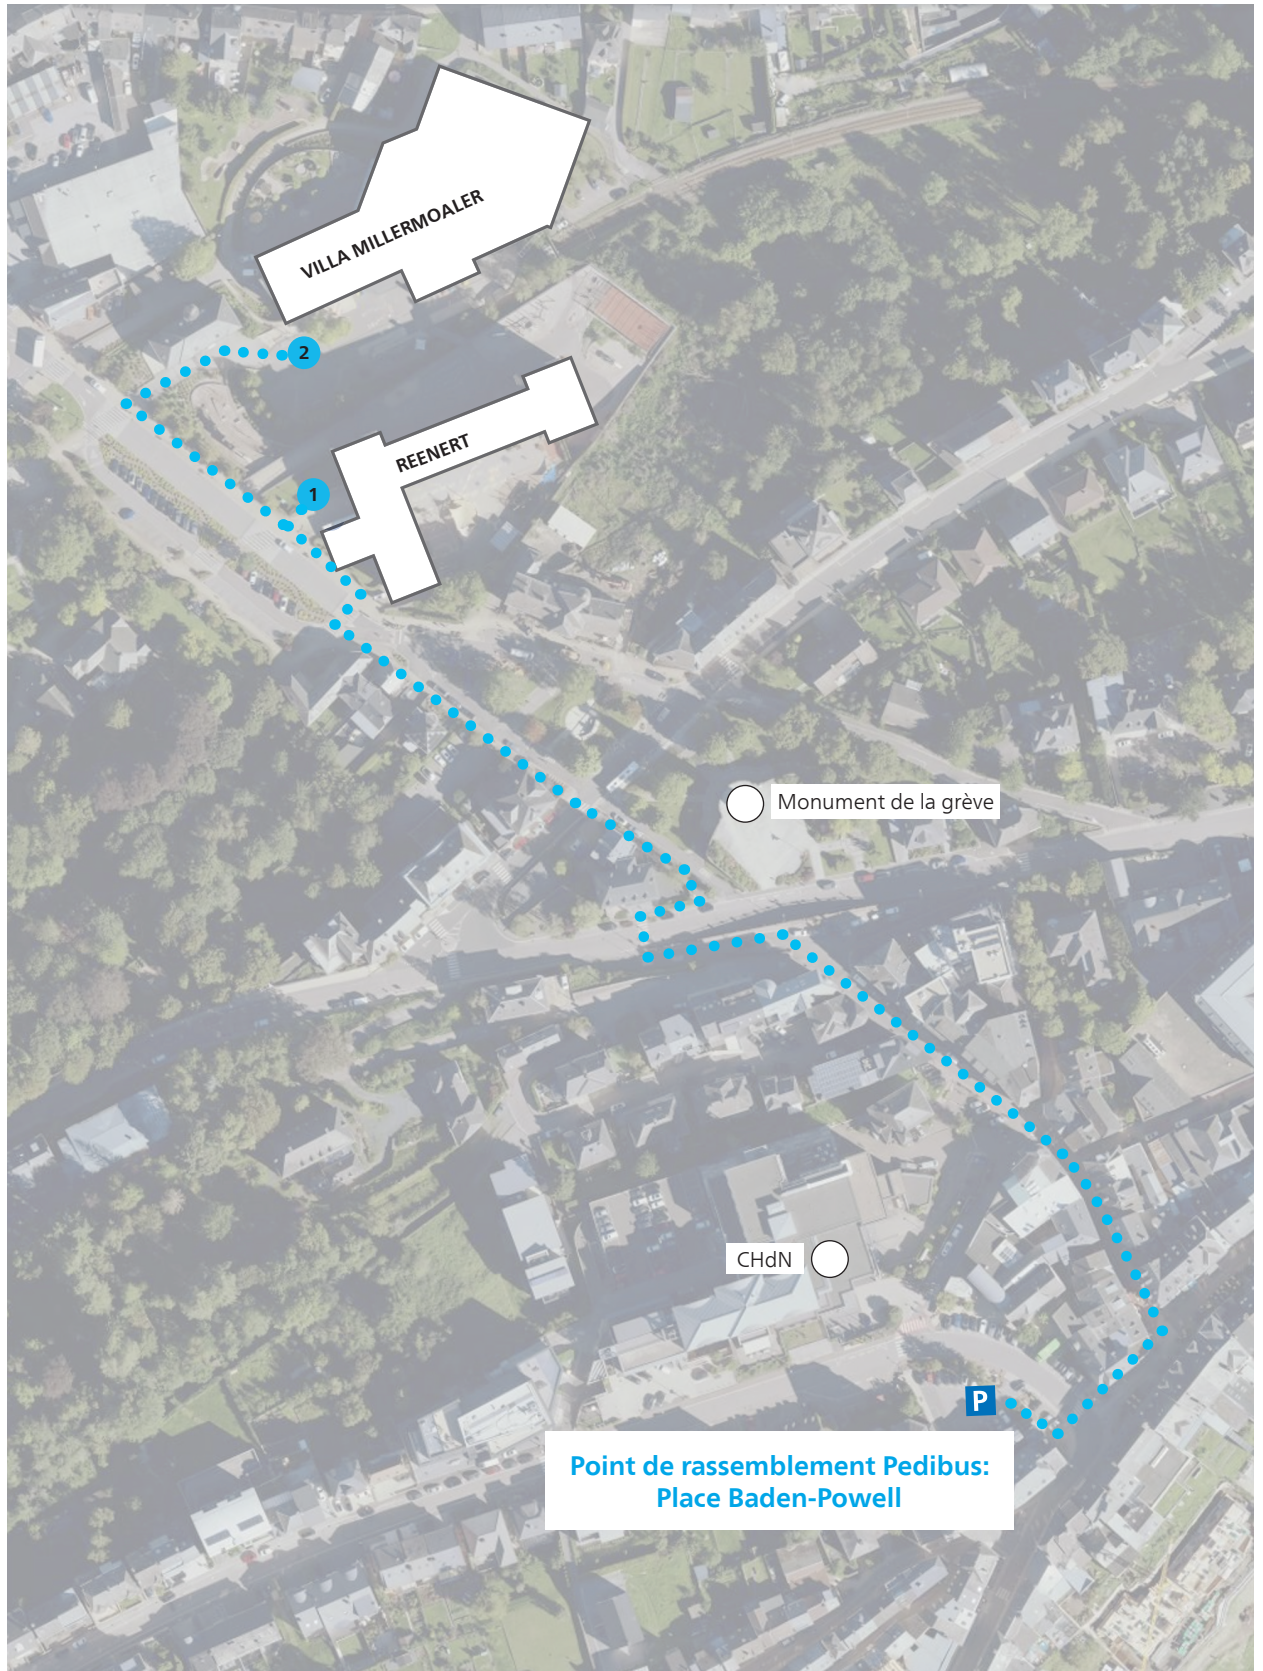 VILLA MILLERMOALER
2
REENERT
1
Monument de la grève
CHdN
P
Point de rassemblement Pedibus:
Place Baden-Powell